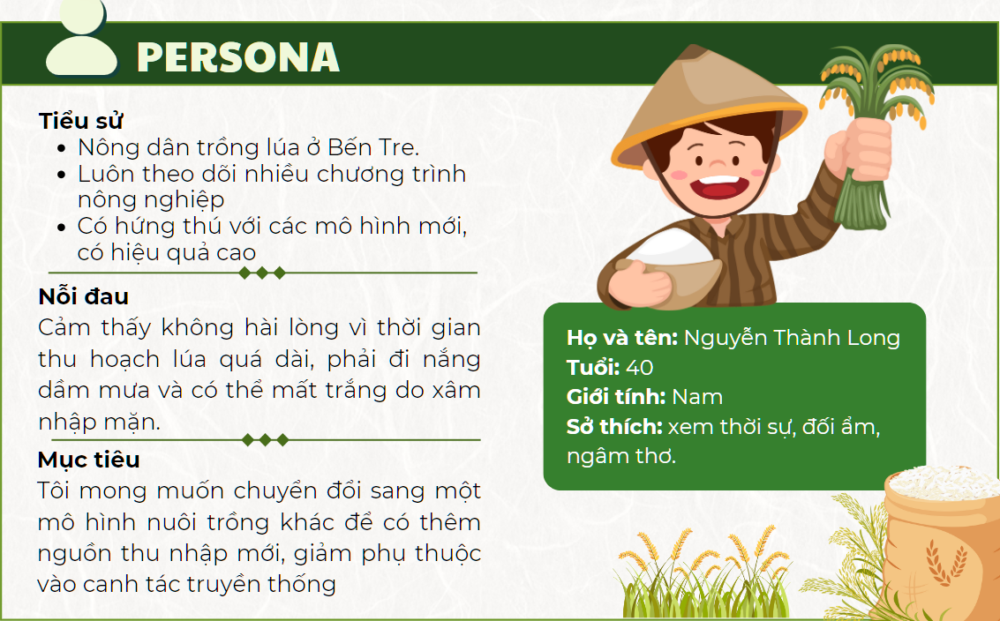 PERSONA
Tiểu sử
Nông dân trồng lúa ở Bến Tre.
Luôn theo dõi nhiều chương trình
nông nghiệp
Có hứng thú với các mô hình mới,
có hiệu quả cao
Nỗi đau
Cảm thấy không hài lòng vì thời gian
thu hoạch lúa quá dài, phải đi nắng
dầm mưa và có thể mất trắng do xâm
nhập mặn.
Mục tiêu
Tôi mong muốn chuyển đổi sang một
mô hình nuôi trồng khác để có thêm
nguồn thu nhập mới, giảm phụ thuộc
vào canh tác truyền thống
Họ và tên: Nguyễn Thành Long
Tuổi: 40
Giới tính: Nam
Sở thích: xem thời sự, đối ẩm,
ngâm thơ.